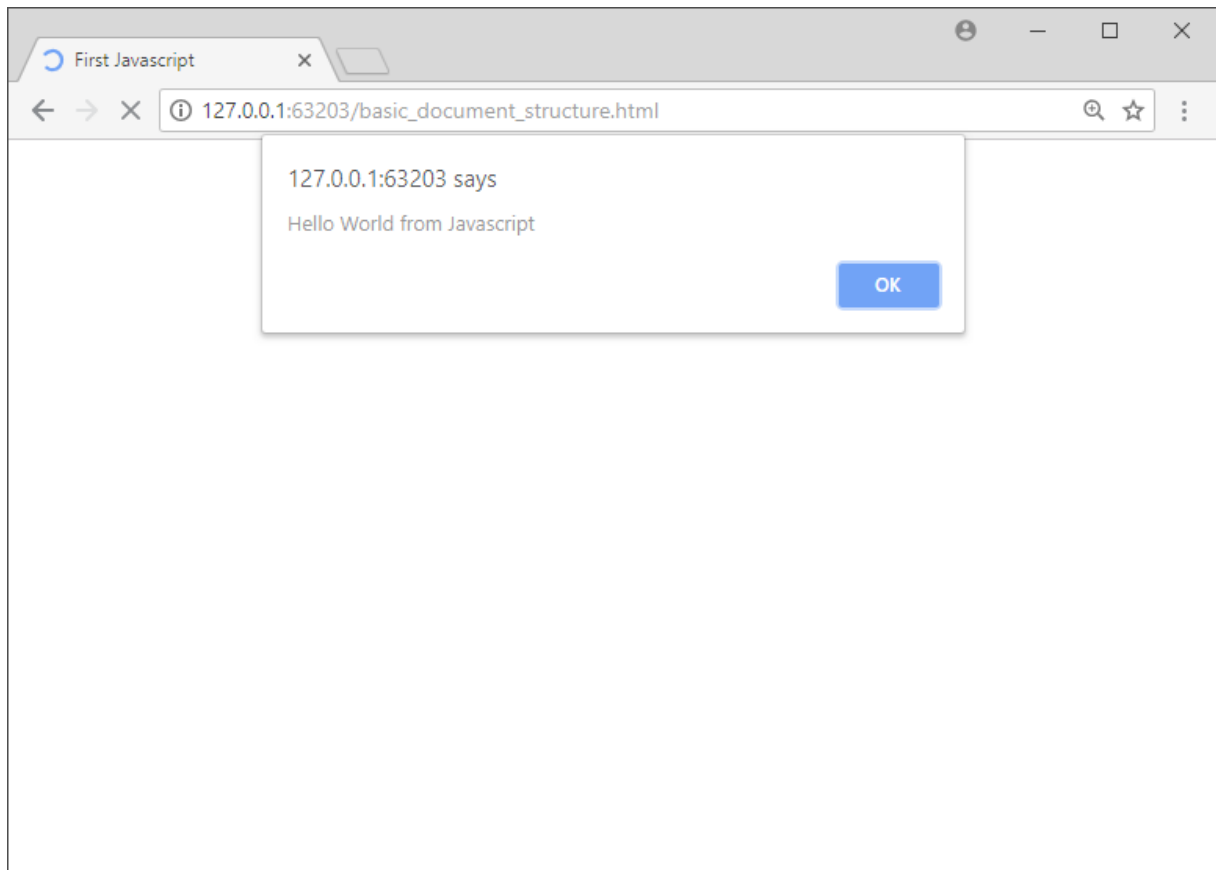 First Javascript
127.0.0.1:63203/basic_document_structure.html
127.0.0.1:63203 says
Hello World from Javascript
OK